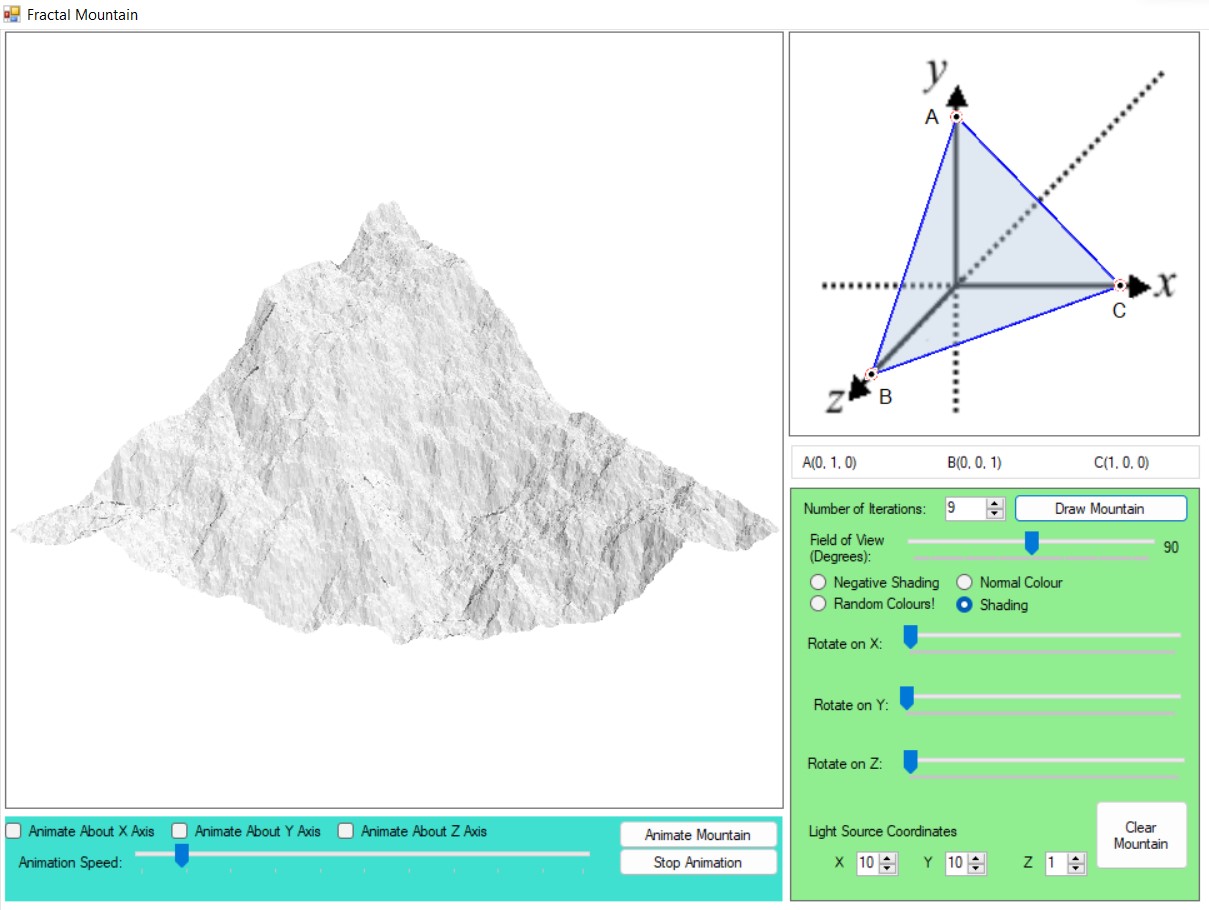 Fractal Mountain
y
A
x
C
z
B
A(0, 1, 0) B(0, 0, 1) C(1, 0, 0)
Number of Iterations: 9 Draw Mountain
Field of View
(Degrees): 90
Negative Shading Normal Colour
Random Colours! Shading
Rotate on X:
Rotate on Y:
Rotate on Z:
Light Source Coordinates
X 10 Y 10 Z 1
Clear
Mountain
Animate About X Axis Animate About Y Axis Animate About Z Axis
Animation Speed:
Animate Mountain
Stop Animation